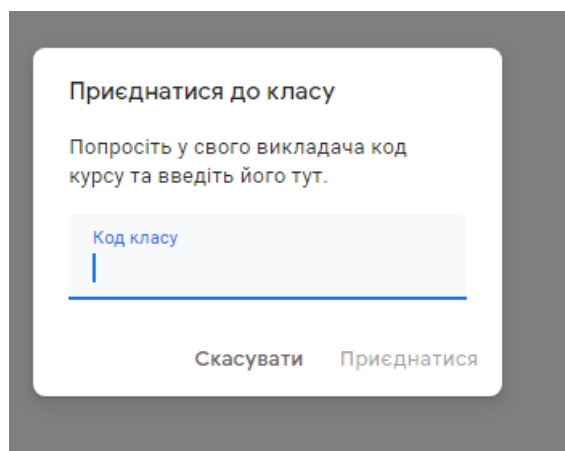 Приєднатися до класу
Попросіть у свого викладача код
курсу та введіть його тут.
Код класу
Скасувати Приєднатися